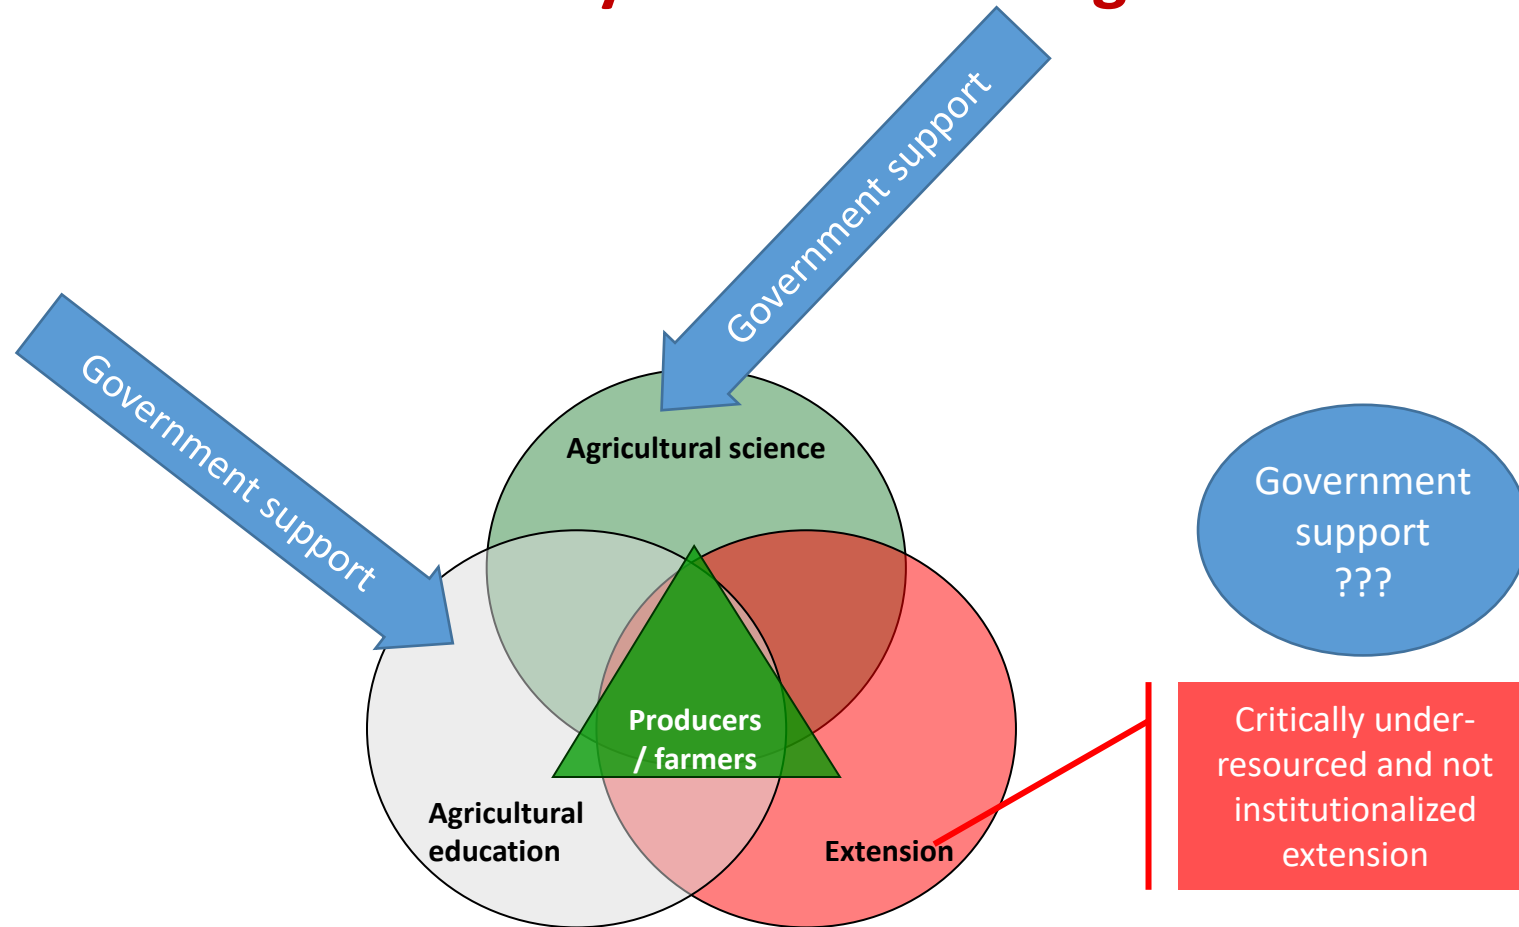 Government support
Government support
Agricultural science
Government
support
???
Producers
/ farmers
Critically under-
resourced and not
institutionalized
extension
Agricultural
education
Extension